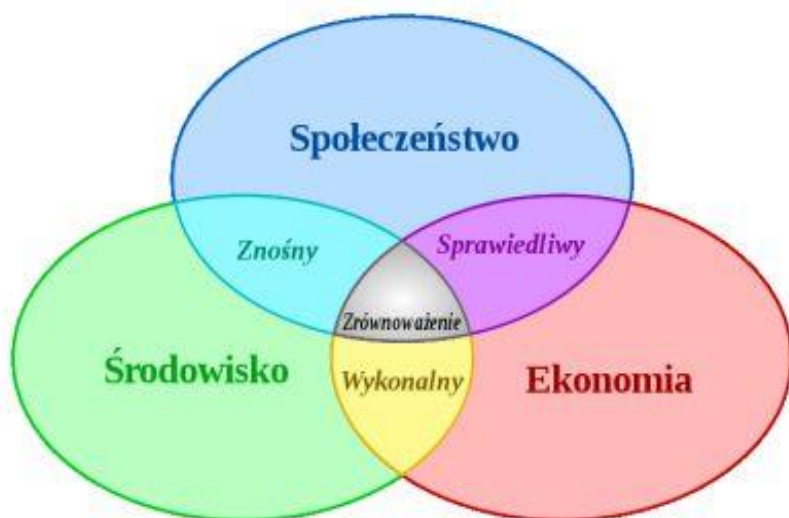 Społeczeństwo
Znośny
Sprawiedliwy
Zrównoważenie
Środowisko
Wykonalny
Ekonomia